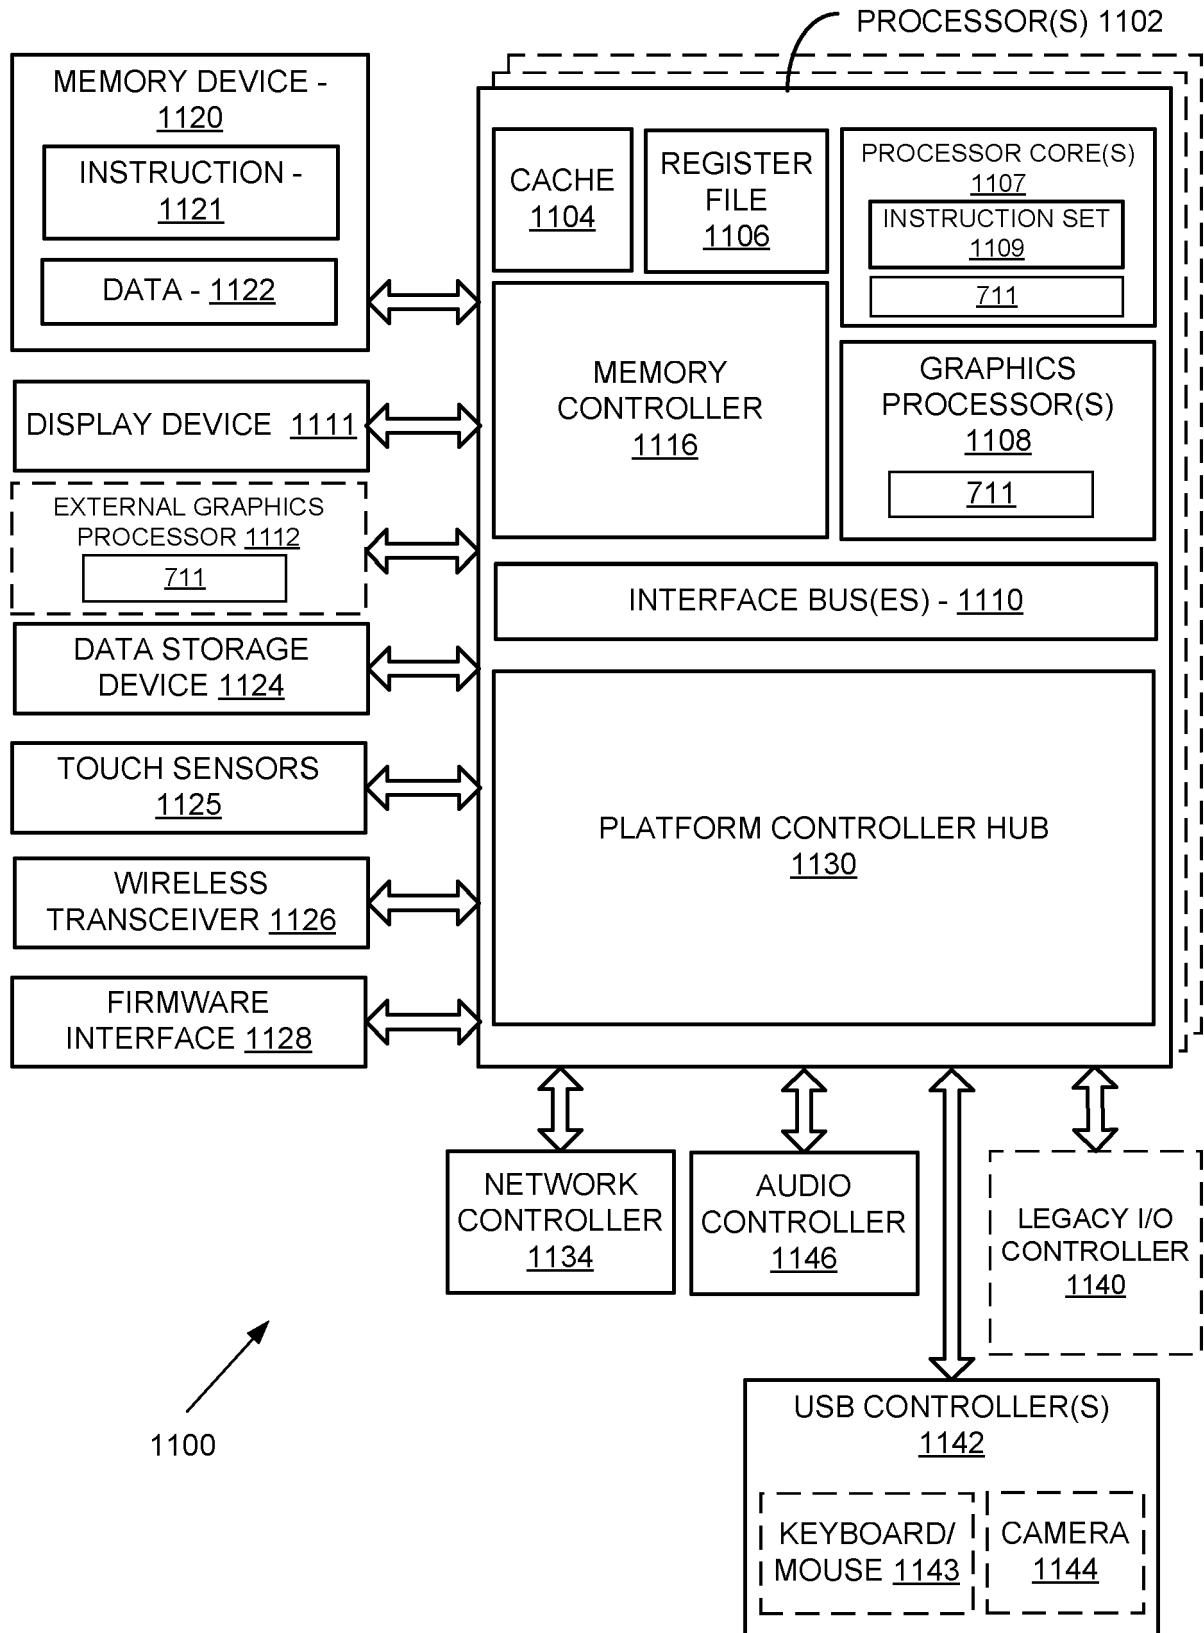 PROCESSOR(S) 1102
MEMORY DEVICE -
1120
INSTRUCTION -
1121
DATA - 1122
DISPLAY DEVICE 1111
EXTERNAL GRAPHICS
PROCESSOR 1112
711
DATA STORAGE
DEVICE 1124
TOUCH SENSORS
1125
WIRELESS
TRANSCEIVER 1126
FIRMWARE
INTERFACE 1128
CACHE
1104
REGISTER
FILE
1106
PROCESSOR CORE(S)
1107
INSTRUCTION SET
1109
711
MEMORY
CONTROLLER
1116
GRAPHICS
PROCESSOR(S)
1108
711
INTERFACE BUS(ES) - 1110
PLATFORM CONTROLLER HUB
1130
NETWORK
CONTROLLER
1134
AUDIO
CONTROLLER
1146
LEGACY I/O
CONTROLLER
1140
1100
USB CONTROLLER(S)
1142
KEYBOARD/
MOUSE 1143
CAMERA
1144